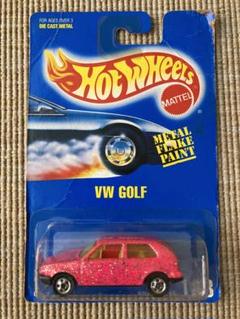 FOR AGES OVER 3
DIE CAST METAL
HOT WHEELS
MATTEL
METAL
FLAKE
PAINT
VW GOLF